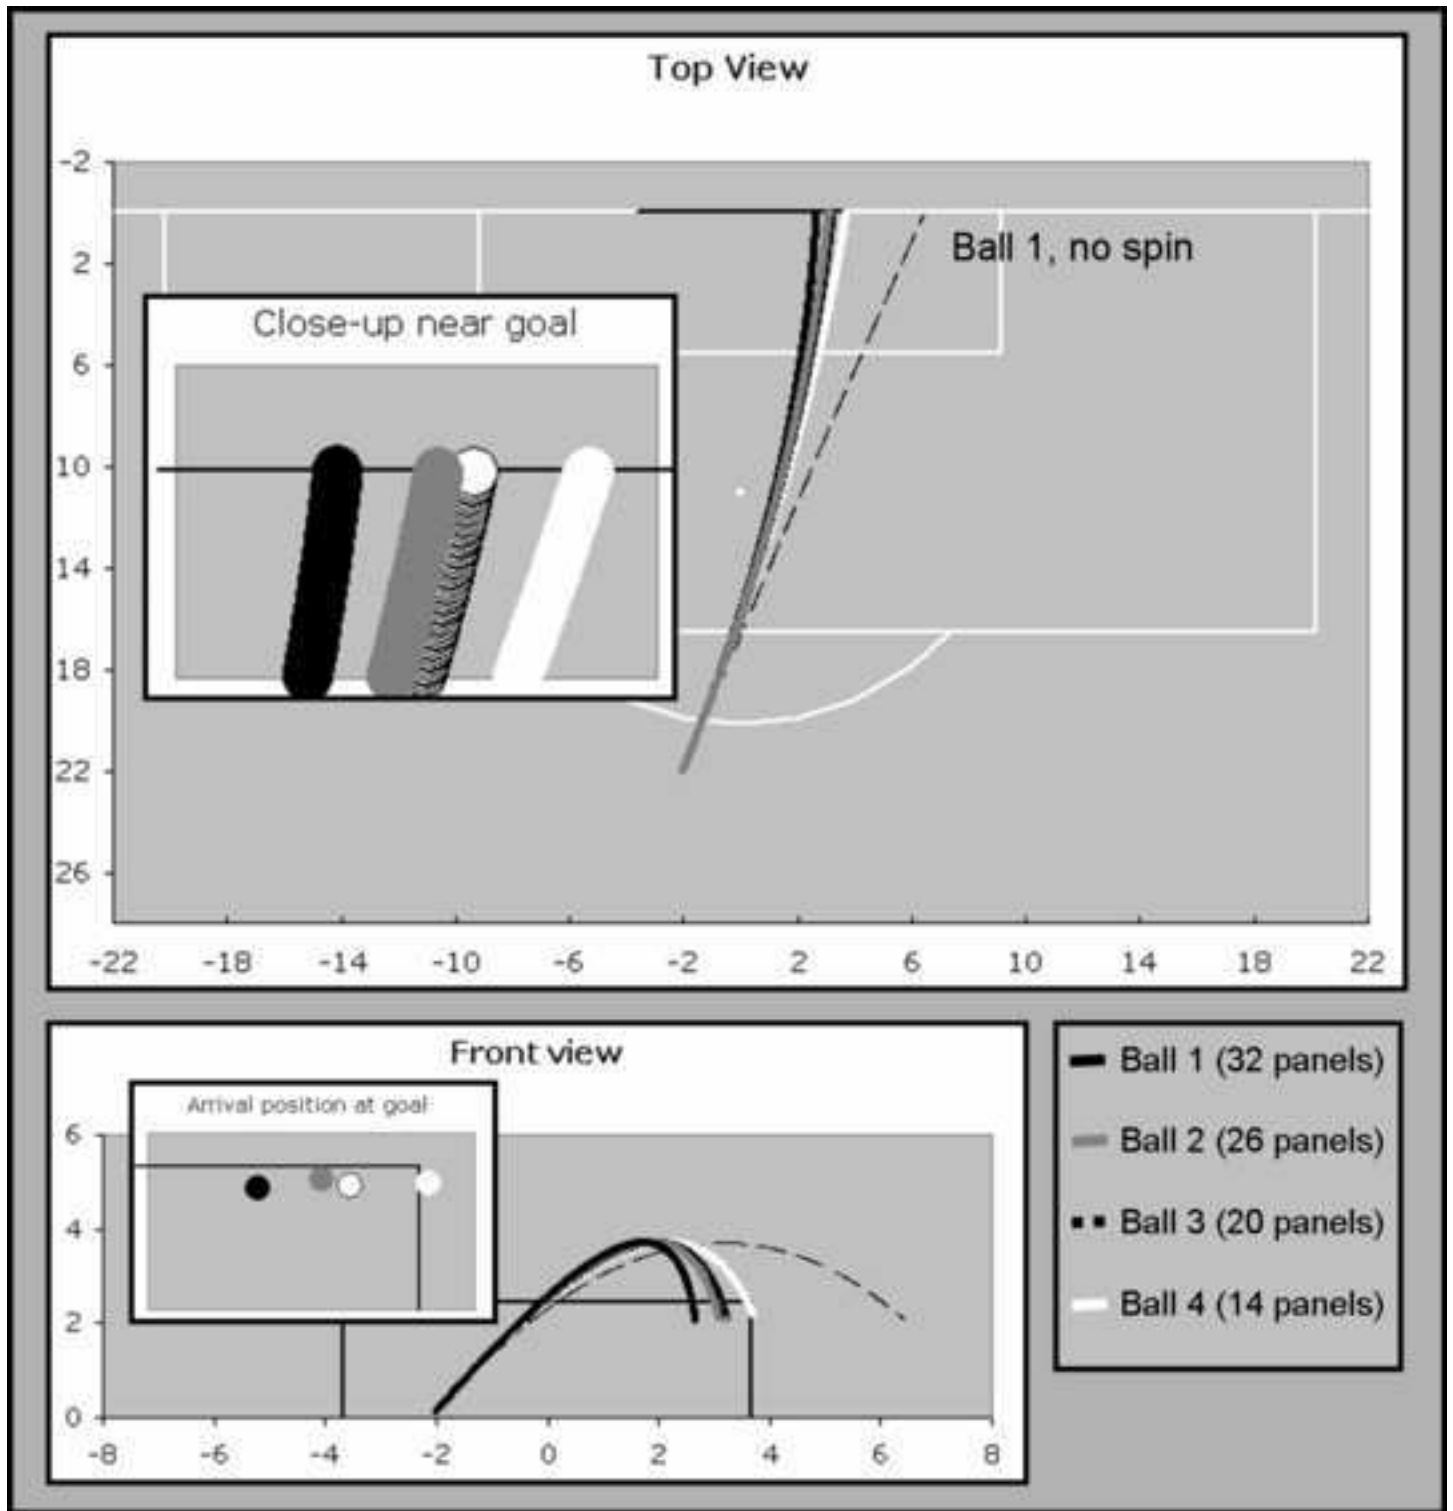 Top View
-2
2
6
10
14
18
22
26
Ball 1, no spin
Close-up near goal
-22 -18 -14 -10 -6 -2 2 6 10 14 18 22
Front view
Arrival position at goal
6
4
2
0
-8 -6 -4 -2 0 2 4 6 8
Ball 1 (32 panels)
Ball 2 (26 panels)
Ball 3 (20 panels)
Ball 4 (14 panels)